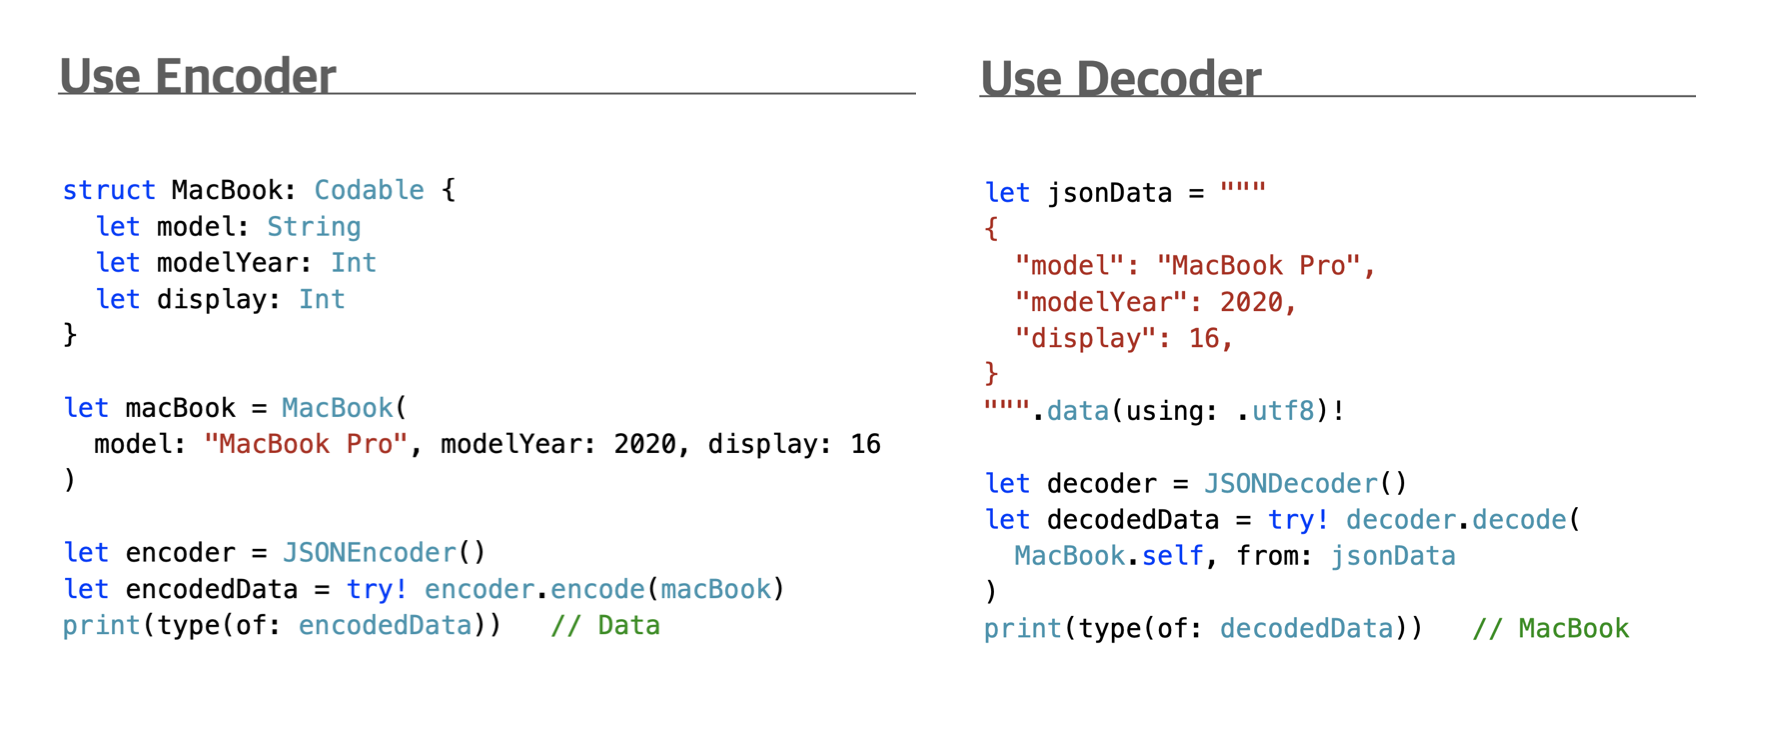 Use Encoder
struct MacBook: Codable {
  let model: String
  let modelYear: Int
  let display: Int
}
let macBook = MacBook(
  model: "MacBook Pro", modelYear: 2020, display: 16
)
let encoder = JSONEncoder()
let encodedData = try! encoder.encode(macBook)
print(type(of: encodedData))   // Data
Use Decoder
let jsonData = """
{
  "model": "MacBook Pro",
  "modelYear": 2020,
  "display": 16,
}
""".data(using: .utf8)!
let decoder = JSONDecoder()
let decodedData = try! decoder.decode(
  MacBook.self, from: jsonData
)
print(type(of: decodedData))   // MacBook